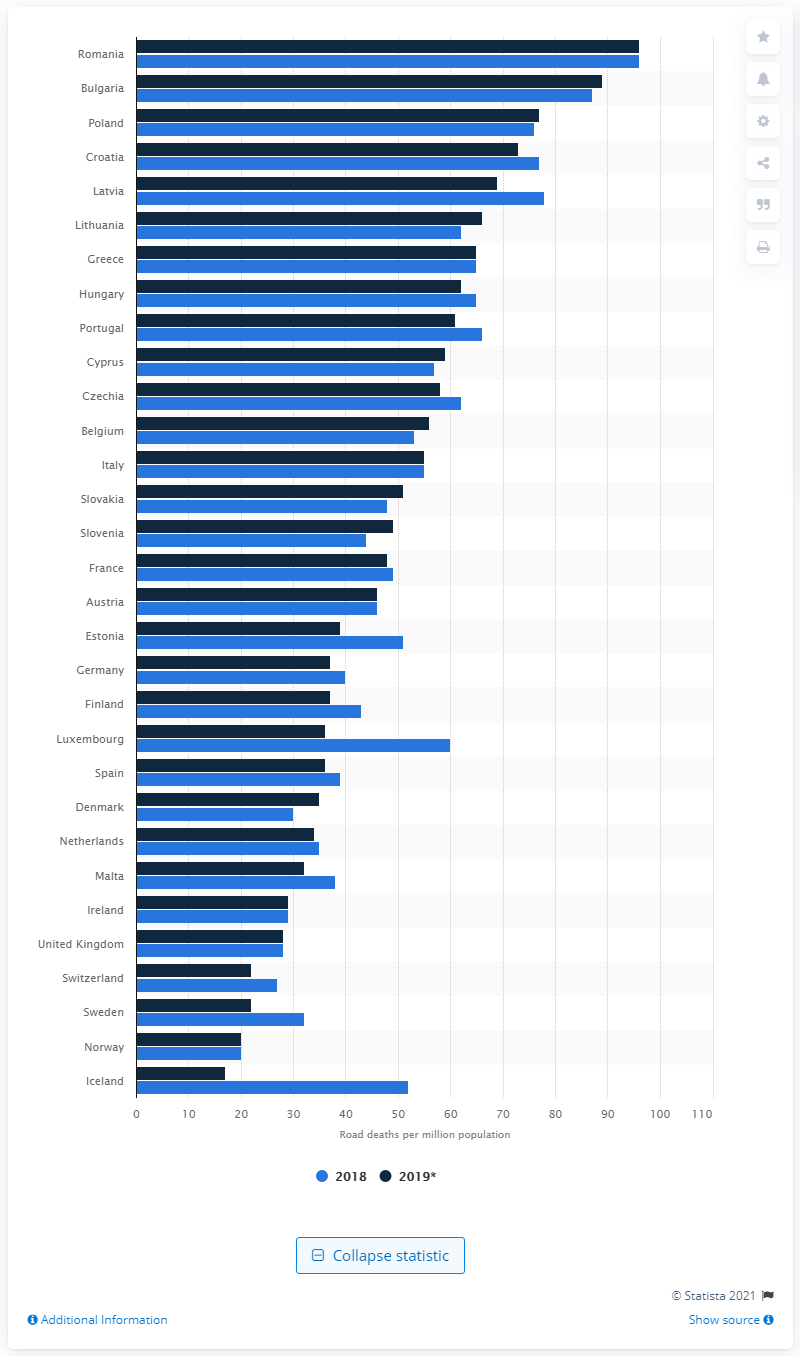 Romania
Bulgaria
Poland
Croatia
Latvia
Lithuania
Greece
Hungary
Portugal
Cyprus
Czechia
Belgium
Italy
Slovakia
Slovenia
France
Austria
Estonia
Germany
Finland
Luxembourg
Spain
Denmark
Netherlands
Malta
Ireland
United Kingdom
Switzerland
Sweden
Norway
Iceland
0 10 20 30 40 50 60 70 80 90 100 110
Road deaths per million population
2018 2019*
Collapse statistic
© Statista 2021
Additional Information Show source